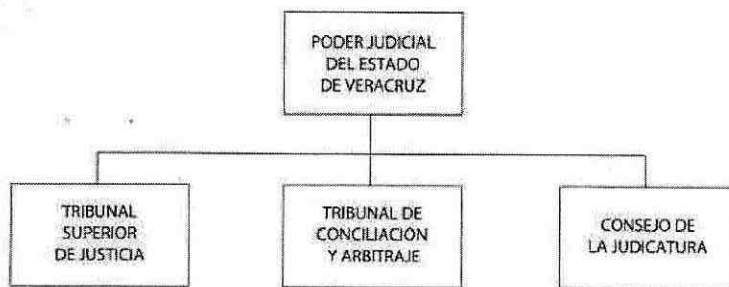 PODER JUDICIAL
DEL ESTADO
DE VERACRUZ
TRIBUNAL
SUPERIOR
DE JUSTICIA
TRIBUNAL DE
CONCILIACIÓN
Y ARBITRAJE
CONSEJO DE
LA JUDICATURA